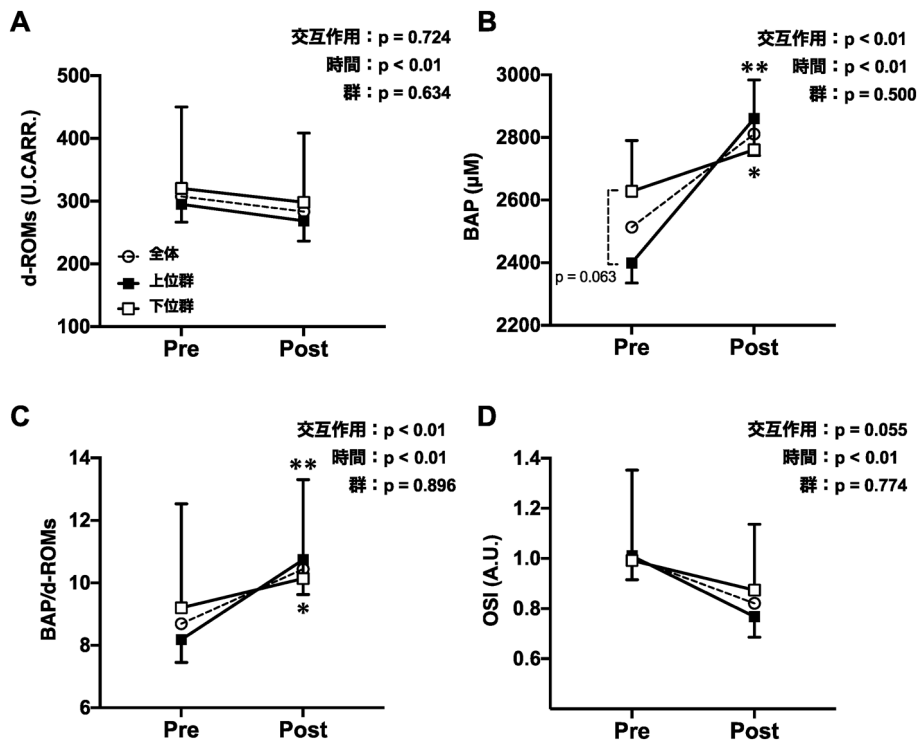 A
交互作用：p = 0.724
時間：p < 0.01
群：p = 0.634
d-ROMs (U.CARR.)
500
400
300
200
100
全体
上位群
下位群
Pre
Post
B
交互作用：p < 0.01
時間：p < 0.01
群：p = 0.500
BAP (μM)
3000
2800
2600
2400
2200
**
*
p = 0.063
Pre
Post
C
交互作用：p < 0.01
時間：p < 0.01
群：p = 0.896
BAP/d-ROMs
14
12
10
8
6
**
*
Pre
Post
D
交互作用：p = 0.055
時間：p < 0.01
群：p = 0.774
OSI (A.U.)
1.4
1.2
1.0
0.8
0.6
Pre
Post